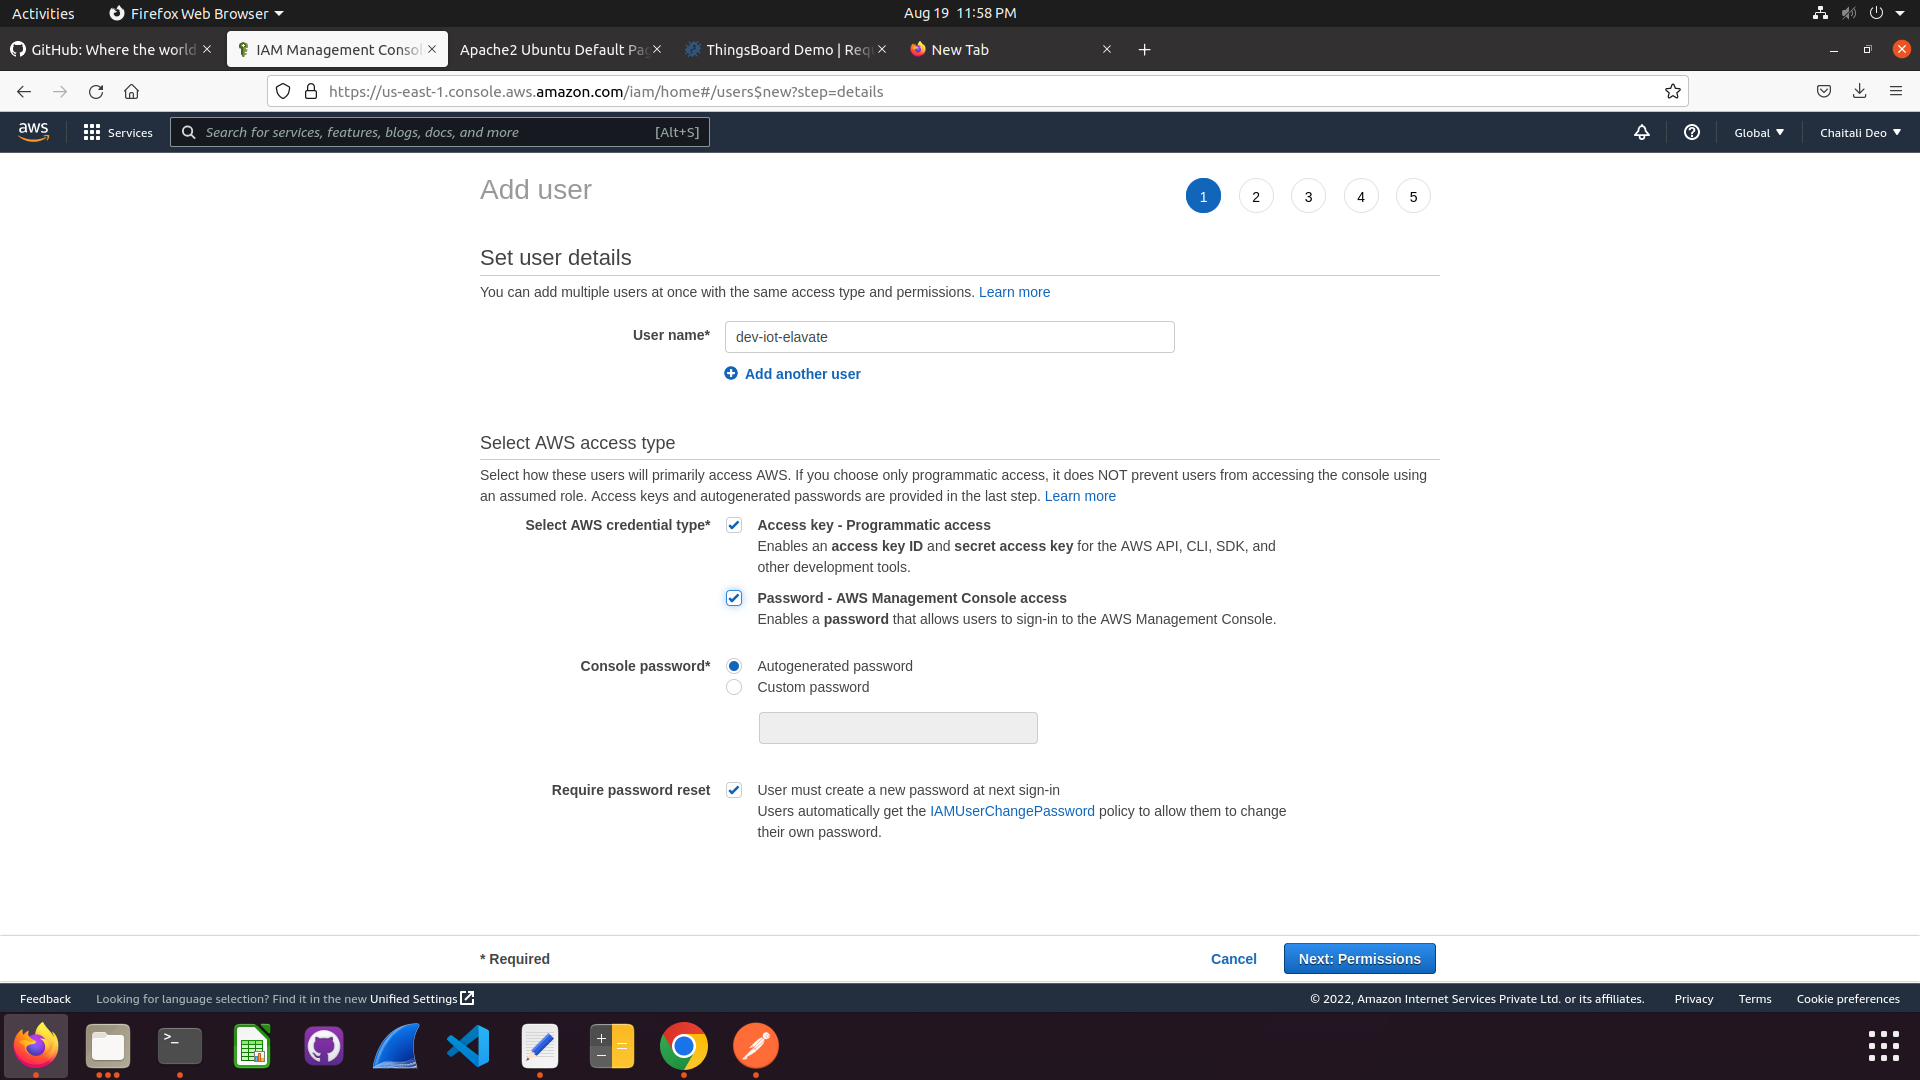 Activities
Firefox Web Browser
Aug 19 11:58 PM
GitHub: Where the world
IAM Management Consol
Apache2 Ubuntu Default Pag
ThingsBoard Demo | Requ
New Tab
https://us-east-1.console.aws.amazon.com/iam/home#/users$new?step=details
aws
Services
Search for services, features, blogs, docs, and more
[Alt+S]
Global
Chaitali Deo
Add user
1 2 3 4 5
Set user details
You can add multiple users at once with the same access type and permissions. Learn more
User name*
dev-iot-elavate
Add another user
Select AWS access type
Select how these users will primarily access AWS. If you choose only programmatic access, it does NOT prevent users from accessing the console using
an assumed role. Access keys and autogenerated passwords are provided in the last step. Learn more
Select AWS credential type*
Access key - Programmatic access
Enables an access key ID and secret access key for the AWS API, CLI, SDK, and
other development tools.
Password - AWS Management Console access
Enables a password that allows users to sign-in to the AWS Management Console.
Console password*
Autogenerated password
Custom password
Require password reset
User must create a new password at next sign-in
Users automatically get the IAMUserChangePassword policy to allow them to change
their own password.
* Required
Cancel
Next: Permissions
Feedback
Looking for language selection? Find it in the new Unified Settings
© 2022, Amazon Internet Services Private Ltd. or its affiliates.
Privacy
Terms
Cookie preferences